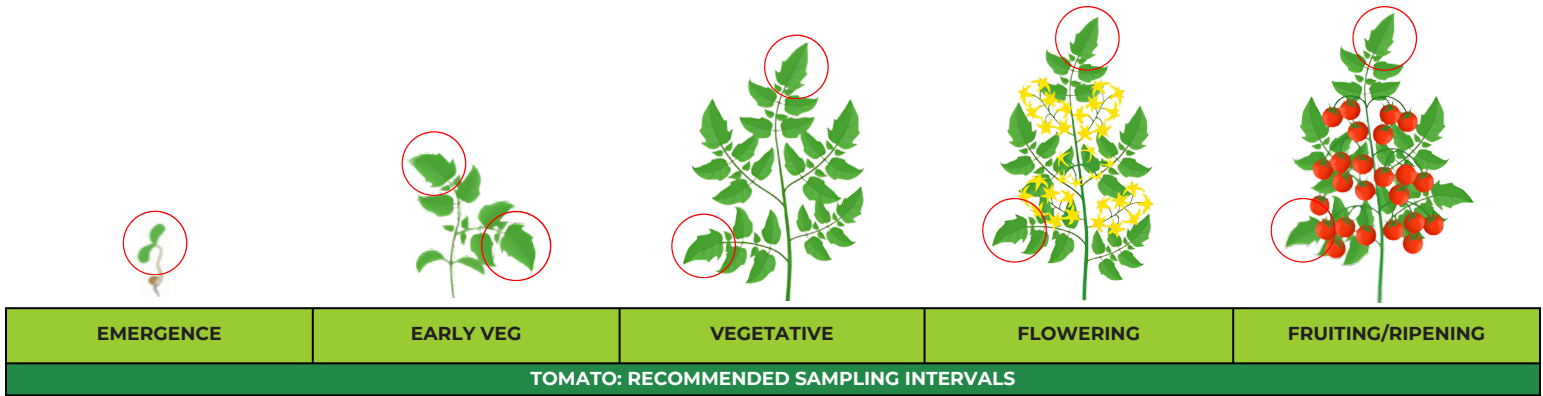 EMERGENCE
EARLY VEG
VEGETATIVE
FLOWERING
FRUITING/RIPENING
TOMATO: RECOMMENDED SAMPLING INTERVALS